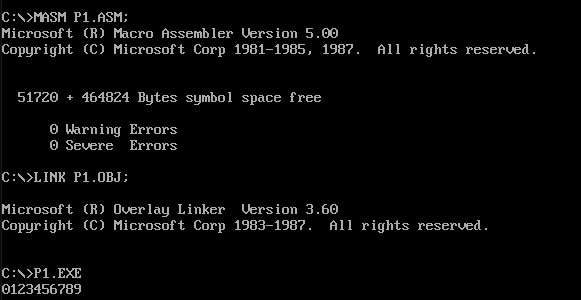 C:\>MASM P1.ASM;
Microsoft (R) Macro Assembler Version 5.00
Copyright (C) Microsoft Corp 1981-1985, 1987.  All rights reserved.
51720 + 464824 Bytes symbol space free
0 Warning Errors
0 Severe  Errors
C:\>LINK P1.OBJ;
Microsoft (R) Overlay Linker  Version 3.60
Copyright (C) Microsoft Corp 1983-1987.  All rights reserved.
C:\>P1.EXE
0123456789